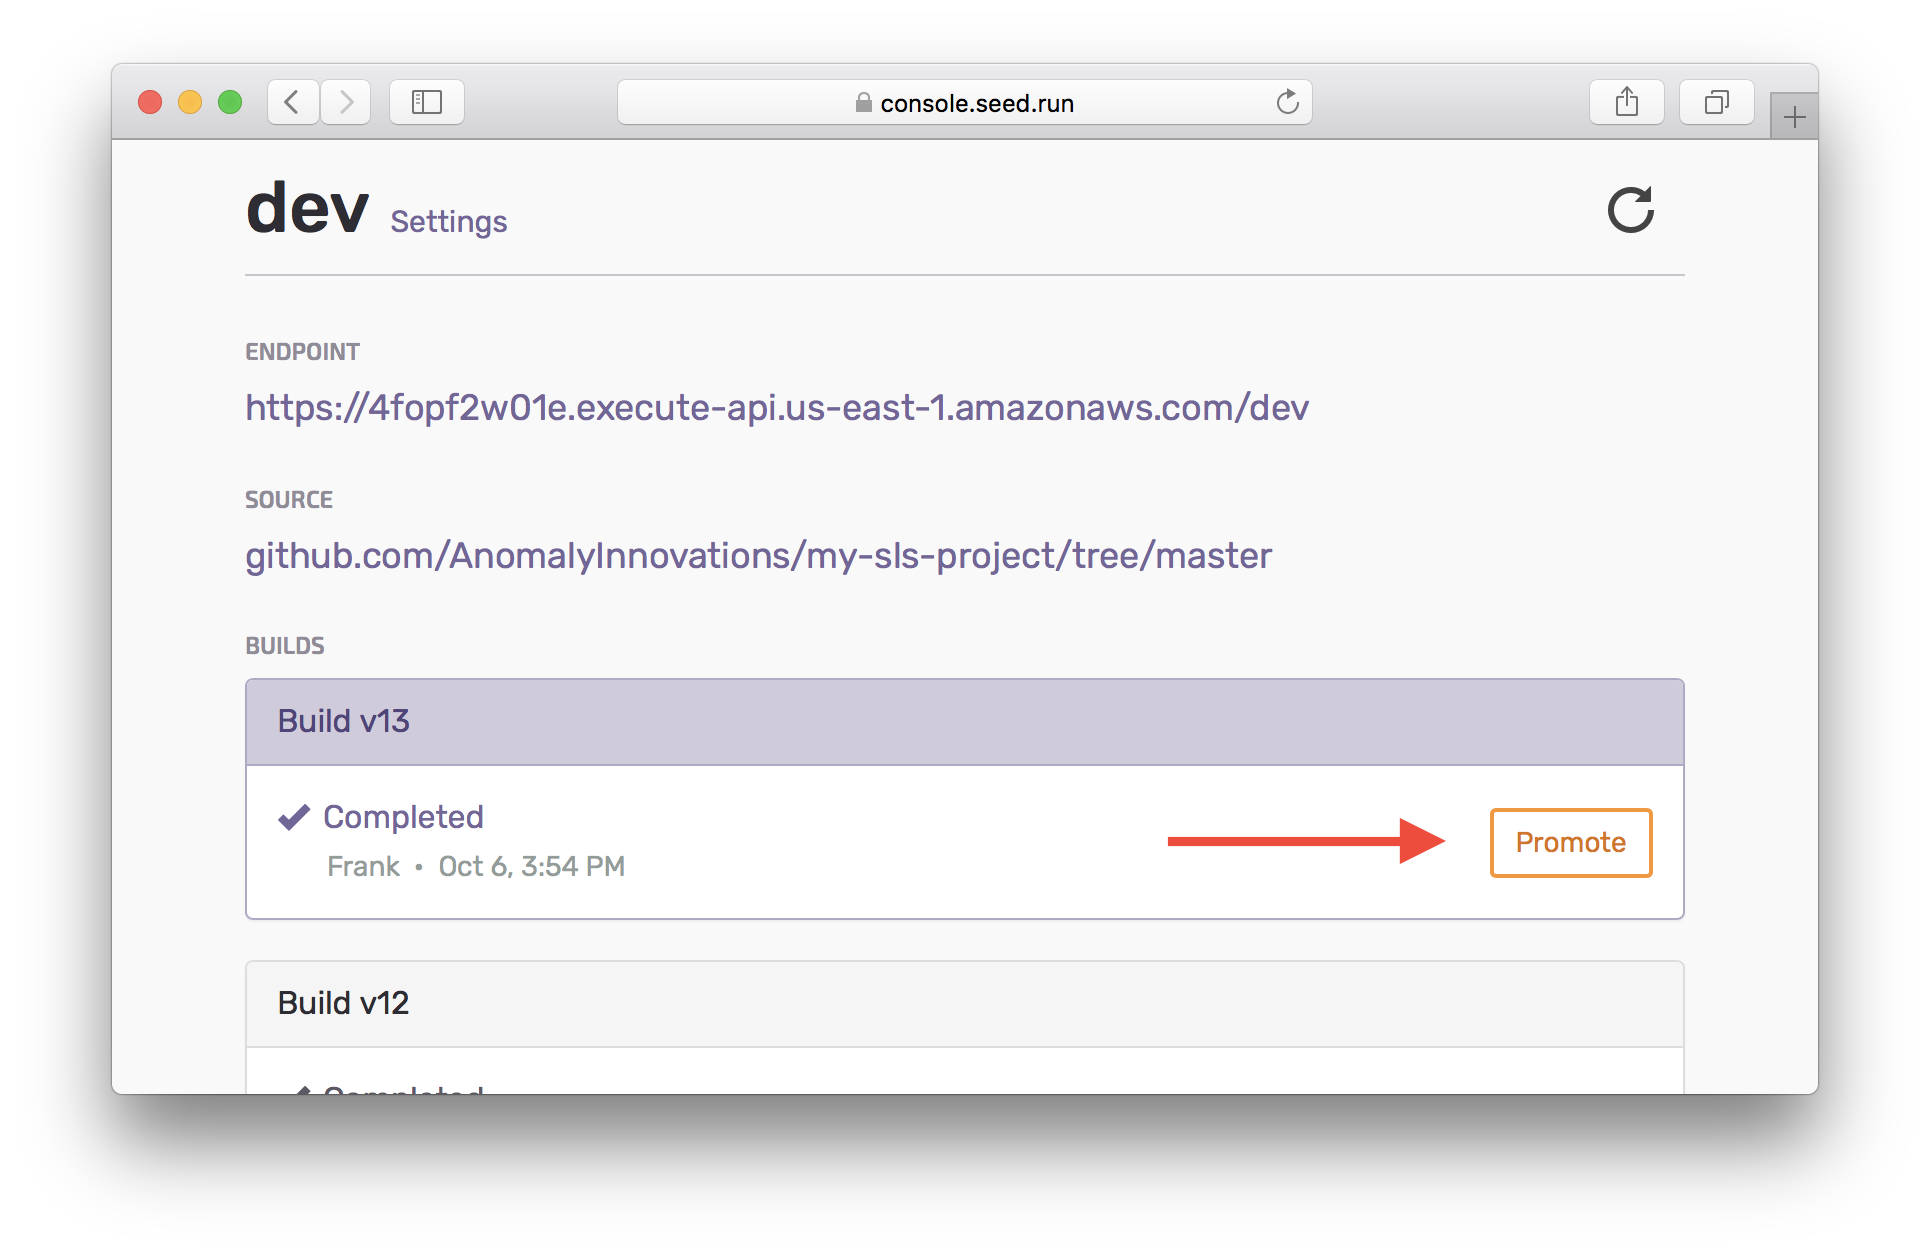 console.seed.run
dev Settings
ENDPOINT
https://4fopf2w01e.execute-api.us-east-1.amazonaws.com/dev
SOURCE
github.com/AnomalyInnovations/my-sls-project/tree/master
BUILDS
Build v13
Completed
Promote
Frank • Oct 6, 3:54 PM
Build v12
Completed